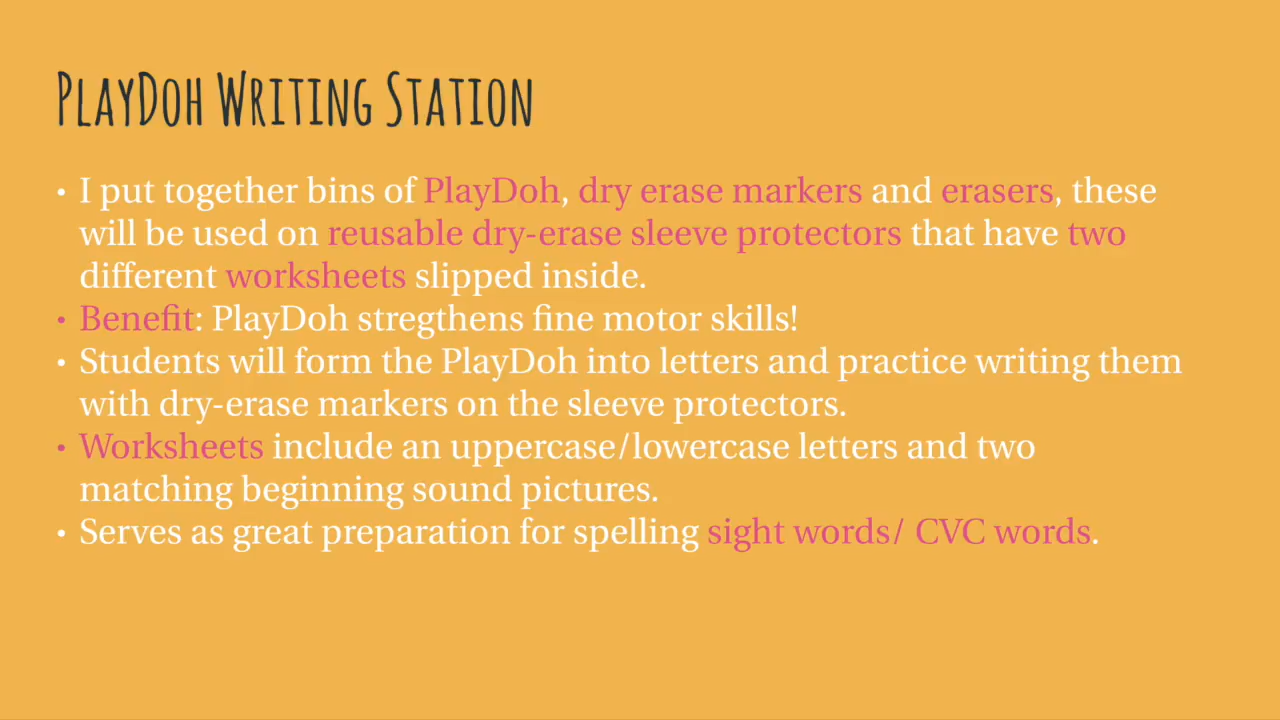 PlayDoh Writing Station
• I put together bins of PlayDoh, dry erase markers and erasers, these
will be used on reusable dry-erase sleeve protectors that have two
different worksheets slipped inside.
• Benefit: PlayDoh stregthens fine motor skills!
• Students will form the PlayDoh into letters and practice writing them
with dry-erase markers on the sleeve protectors.
• Worksheets include an uppercase/lowercase letters and two
matching beginning sound pictures.
• Serves as great preparation for spelling sight words/ CVC words.